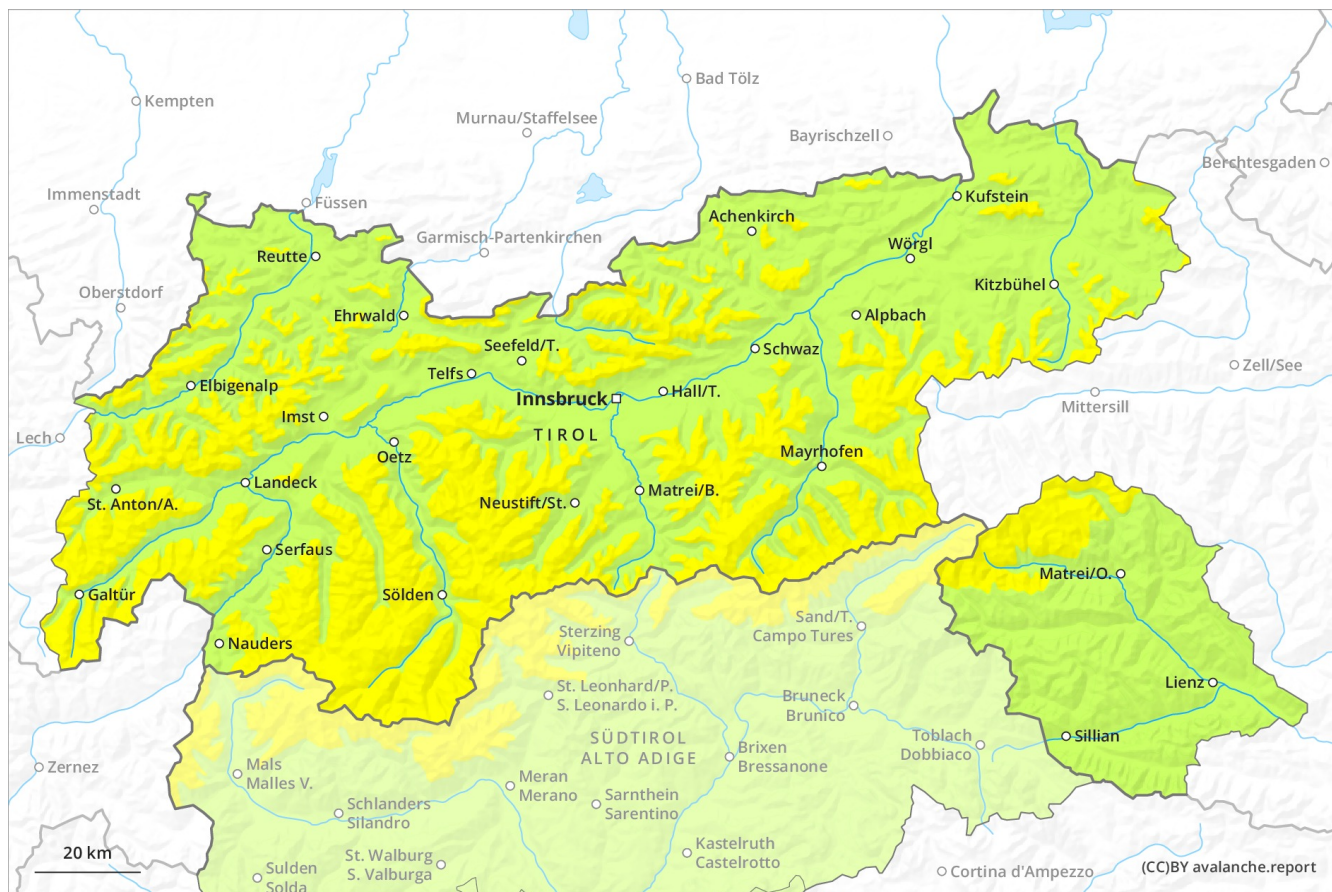 Bad Tölz
Kempten
Murnau/Staffelsee
Bayrischzell
Berchtesgaden
Immenstadt
Füssen
Kufstein
Achenkirch
Garmisch-Partenkirchen
Wörgl
Reutte
Oberstdorf
Kitzbühel
Ehrwald
Alpbach
Seefeld/T.
Schwaz
Zell/See
Telfs
Elbigenalp
Hall/T.
Innsbruck
Mittersill
Imst
TIROL
Lech
Oetz
Mayrhofen
Landeck
Matrei/B.
St. Anton/A.
Neustift/St.
Serfaus
Matrei/O.
Galtür
Sölden
Sand/T.
Campo Tures
Sterzing
Vipiteno
Nauders
Lienz
St. Leonhard/P.
S. Leonardo i. P.
Bruneck
Brunico
SÜDTIROL
ALTO ADIGE
Sillian
Toblach
Dobbiaco
Brixen
Bressanone
Zernez
Mals
Malles V.
Meran
Merano
Sarnthein
Sarentino
Schlanders
Silandro
Kastelruth
Castelrotto
20 km
St. Walburg
S. Valburga
Sulden
Solda
Cortina d'Ampezzo
(CC)BY avalanche.report